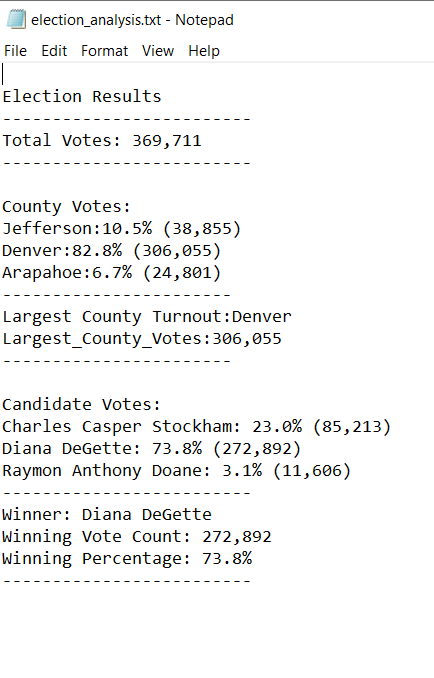 election_analysis.txt - Notepad
File Edit Format View Help
Election Results
-------------------------
Total Votes: 369,711
-------------------------
County Votes:
Jefferson:10.5% (38,855)
Denver:82.8% (306,055)
Arapahoe:6.7% (24,801)
-----------------------
Largest County Turnout:Denver
Largest_County_Votes:306,055
-----------------------
Candidate Votes:
Charles Casper Stockham: 23.0% (85,213)
Diana DeGette: 73.8% (272,892)
Raymon Anthony Doane: 3.1% (11,606)
-------------------------
Winner: Diana DeGette
Winning Vote Count: 272,892
Winning Percentage: 73.8%
-------------------------